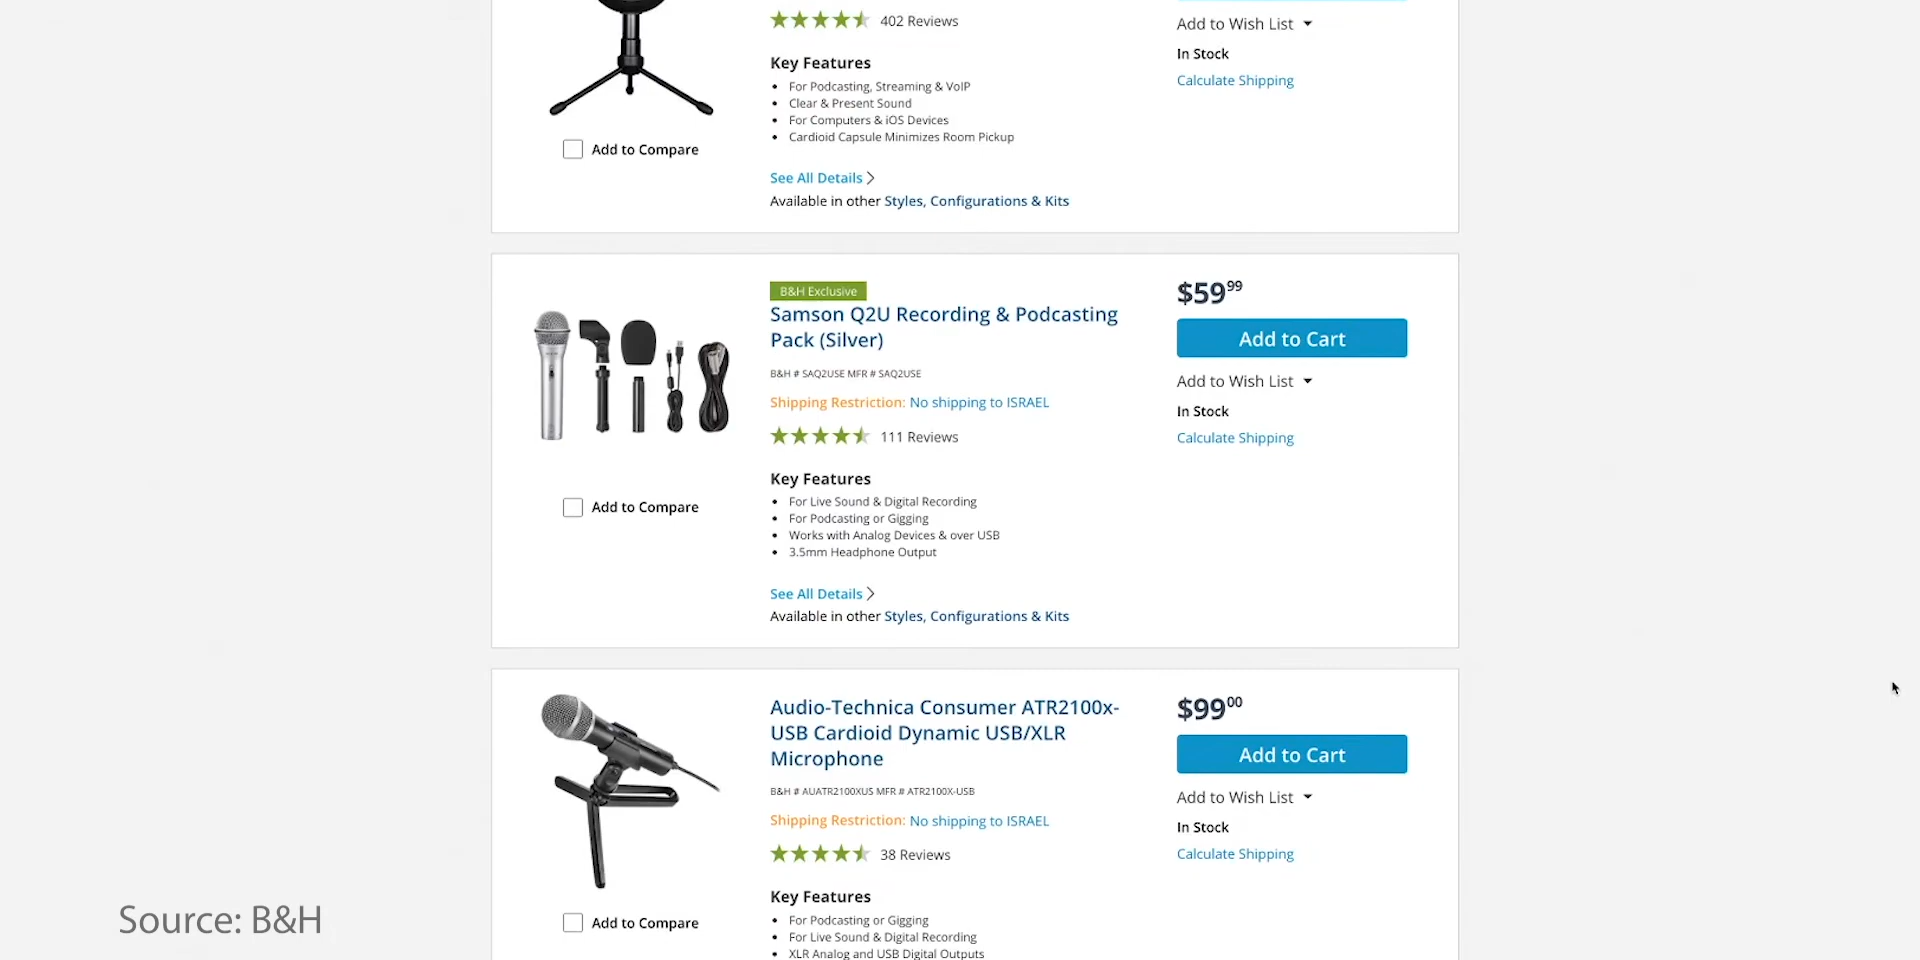 402 Reviews
Add to Wish List
In Stock
Calculate Shipping
Key Features
For Podcasting, Streaming & VoIP
Clear & Present Sound
For Computers & iOS Devices
Cardioid Capsule Minimizes Room Pickup
Add to Compare
See All Details
Available in other Styles, Configurations & Kits
B&H Exclusive
Samson Q2U Recording & Podcasting
Pack (Silver)
B&H # SAQ2USE MFR # SAQ2USE
Shipping Restriction: No shipping to ISRAEL
111 Reviews
$59.99
Add to Cart
Add to Wish List
In Stock
Calculate Shipping
Key Features
For Live Sound & Digital Recording
For Podcasting or Gigging
Works with Analog Devices & over USB
3.5mm Headphone Output
Add to Compare
See All Details
Available in other Styles, Configurations & Kits
Audio-Technica Consumer ATR2100x-
USB Cardioid Dynamic USB/XLR
Microphone
B&H # AUATR2100XUS MFR # ATR2100X-USB
Shipping Restriction: No shipping to ISRAEL
38 Reviews
$99.00
Add to Cart
Add to Wish List
In Stock
Calculate Shipping
Key Features
For Podcasting or Gigging
For Live Sound & Digital Recording
XLR Analog and USB Digital Outputs
Add to Compare
Source: B&H